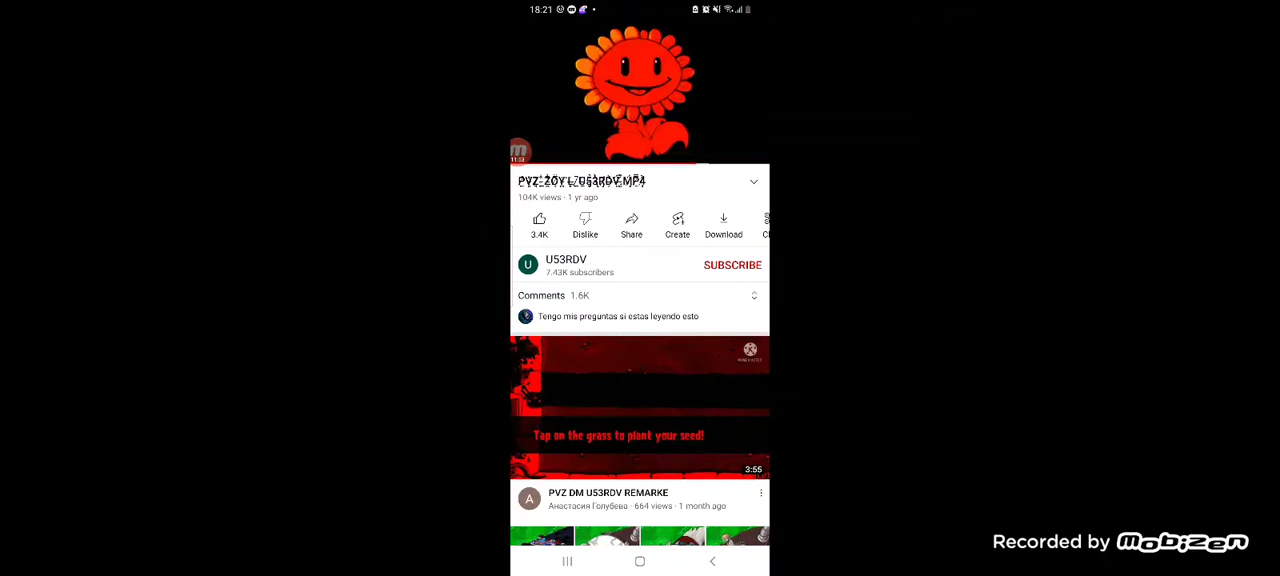 18:21
11:53
104K views · 1 yr ago
3.4K
Dislike
Share
Create
Download
U
U53RDV
7.43K subscribers
SUBSCRIBE
Comments 1.6K
Tengo mis preguntas si estas leyendo esto
Tap on the grass to plant your seed!
3:55
A
PVZ DM U53RDV REMARKE
Анастасия Голубева · 664 views · 1 month ago
Recorded by mobizen